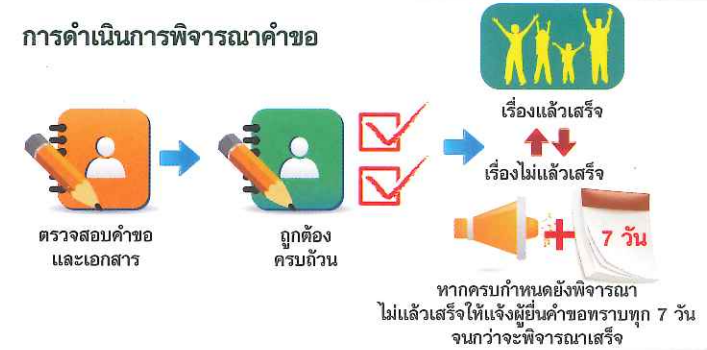 การดำเนินการพิจารณาคำขอ
ตรวจสอบคำขอ
และเอกสาร
ถูกต้อง
ครบถ้วน
เรื่องแล้วเสร็จ
เรื่องไม่แล้วเสร็จ
7 วัน
หากครบกำหนดยังพิจารณา
ไม่แล้วเสร็จให้แจ้งผู้ยื่นคำขอทราบทุก 7 วัน
จนกว่าจะพิจารณาเสร็จ